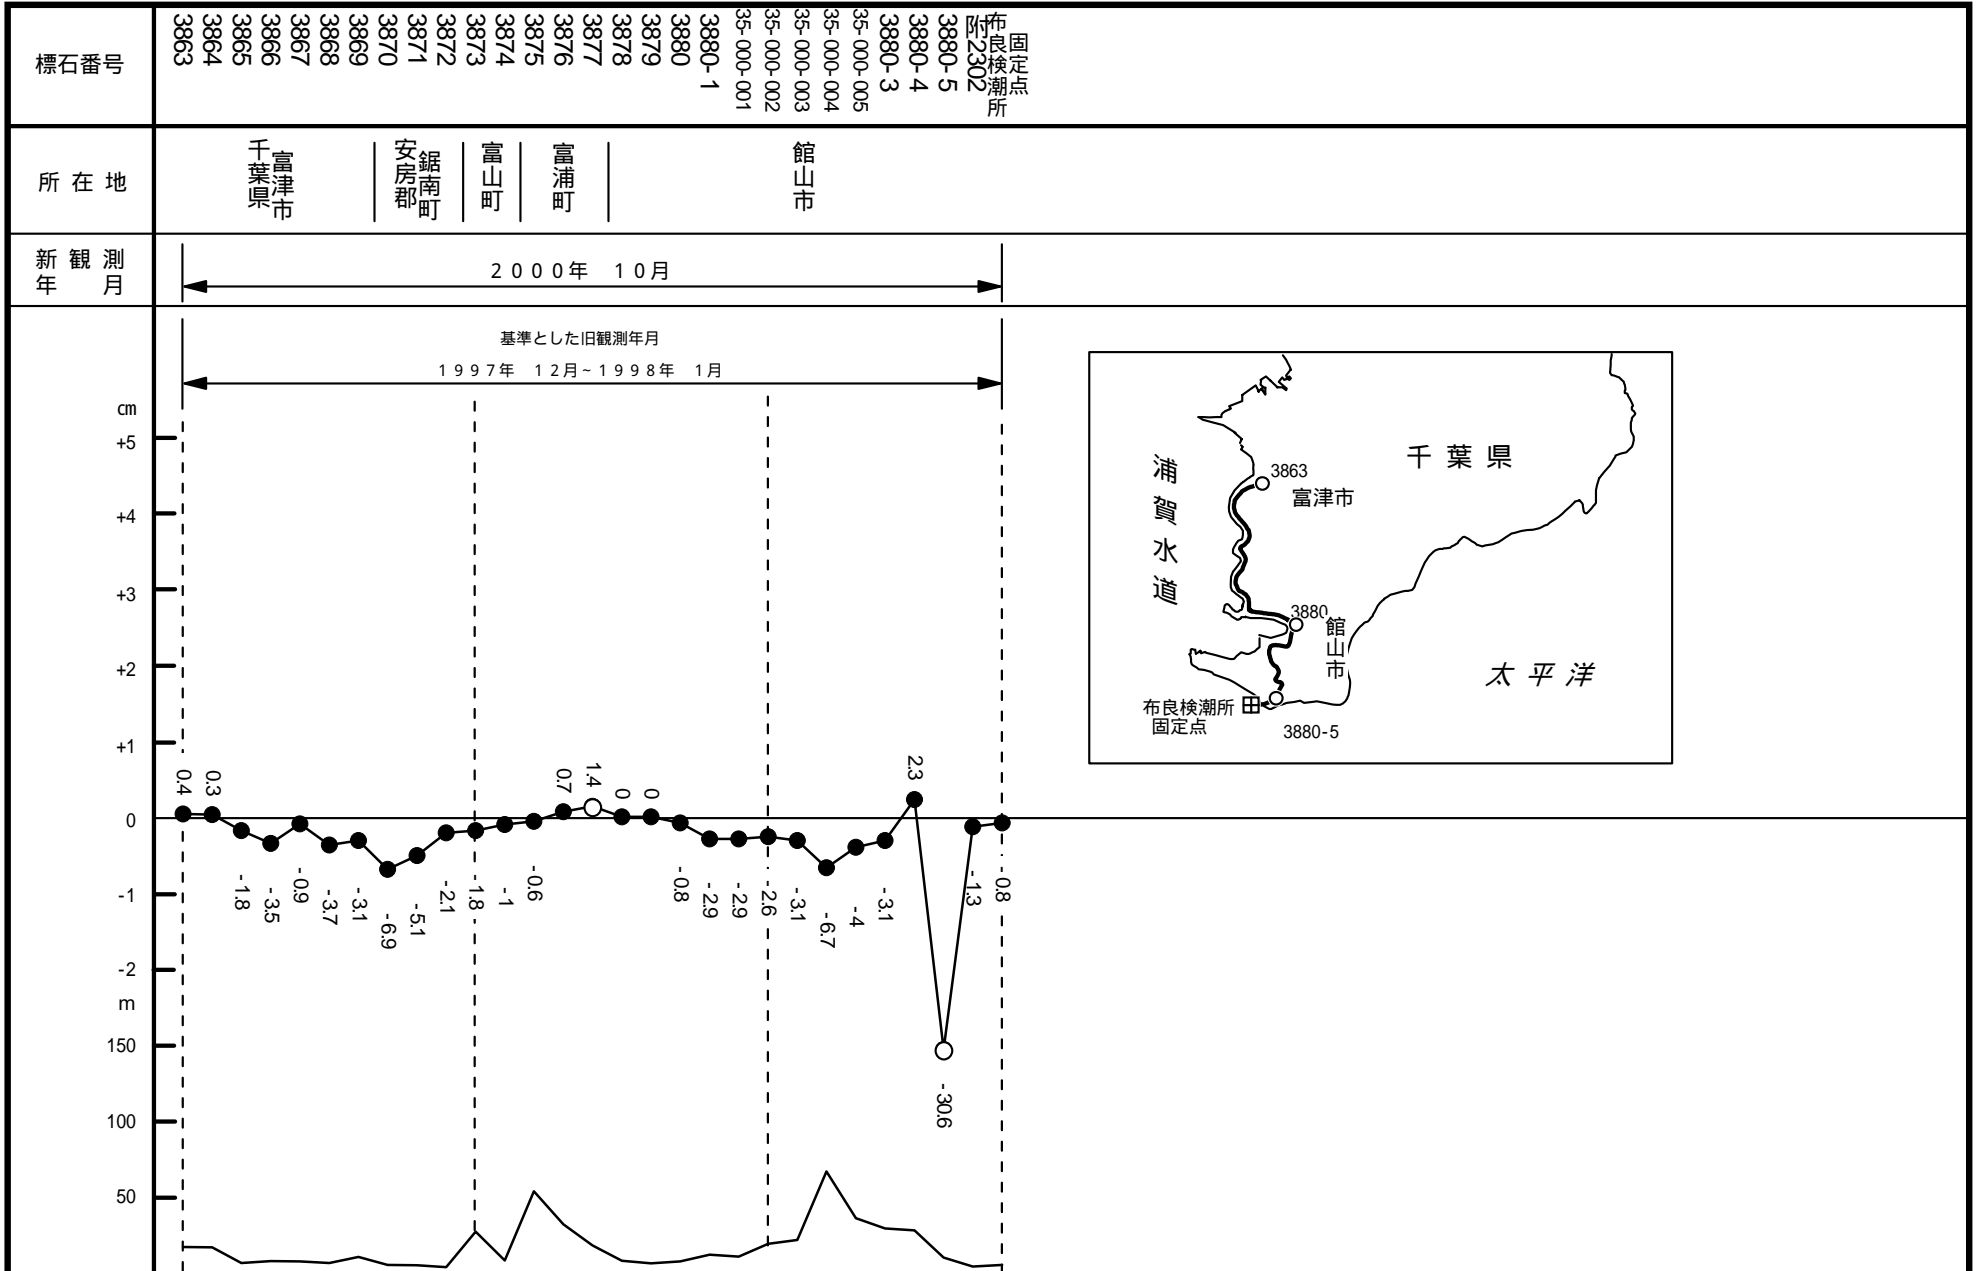 標石番号
3863
3864
3865
3866
3867
3868
3869
3870
3871
3872
3873
3874
3875
3876
3877
3878
3879
3880
3880-1
35-000-001
35-000-002
35-000-003
35-000-004
35-000-005
3880-3
3880-4
3880-5
附2302
布良検潮所
固定点
所在地
千葉県
富津市
安房郡
鋸南町
富山町
富浦町
館山市
新観測
年 月
2000年 10月
基準とした旧観測年月
1997年 12月~1998年 1月
cm
+5
+4
+3
+2
+1
0
-1
-2
m
150
100
50
0.4
0.3
-1.8
-3.5
-0.9
-3.7
-3.1
-6.9
-5.1
-2.1
-1.8
-1
-0.6
0.7
1.4
0
0
-0.8
-2.9
-2.9
-2.6
-3.1
-6.7
-4
-3.1
2.3
-30.6
-1.3
-0.8
浦賀水道
千葉県
3863
富津市
3880
館山市
太平洋
布良検潮所
固定点
3880-5